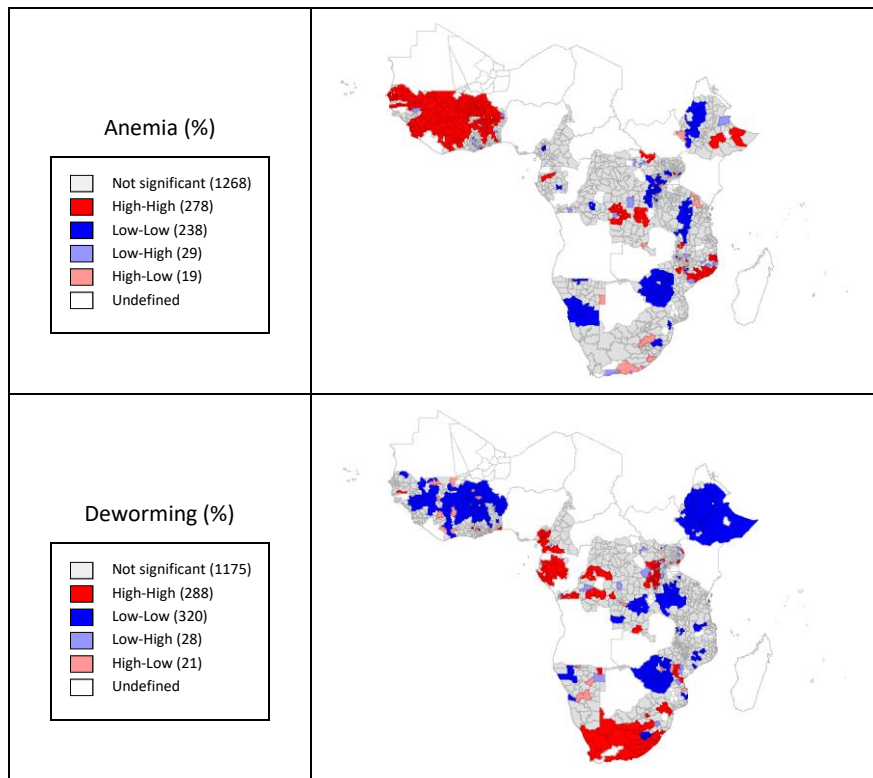 Anemia (%)
Not significant (1268)
High-High (278)
Low-Low (238)
Low-High (29)
High-Low (19)
Undefined
Deworming (%)
Not significant (1175)
High-High (288)
Low-Low (320)
Low-High (28)
High-Low (21)
Undefined